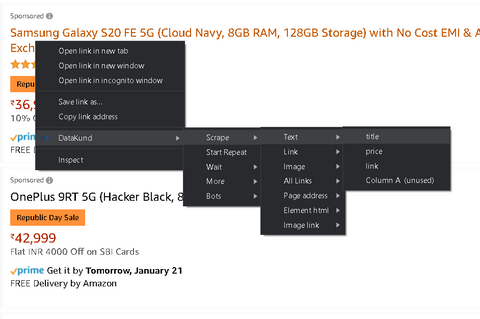 Sponsored
Samsung Galaxy S20 FE 5G (Cloud Navy, 8GB RAM, 128GB Storage) with No Cost EMI & A
Exch
Repu
Open link in new tab
Open link in new window
Open link in incognito window
Save link as...
Copy link address
DataKund
Inspect
Scrape
Start Repeat
Wait
More
Bots
Text
Link
Image
All Links
Page address
Element html
Image link
title
price
link
Column A (unused)
₹36,9
10% O
prime
FREE D
Sponsored
OnePlus 9RT 5G (Hacker Black, 8
Republic Day Sale
₹42,999
Flat INR 4000 Off on SBI Cards
prime Get it by Tomorrow, January 21
FREE Delivery by Amazon